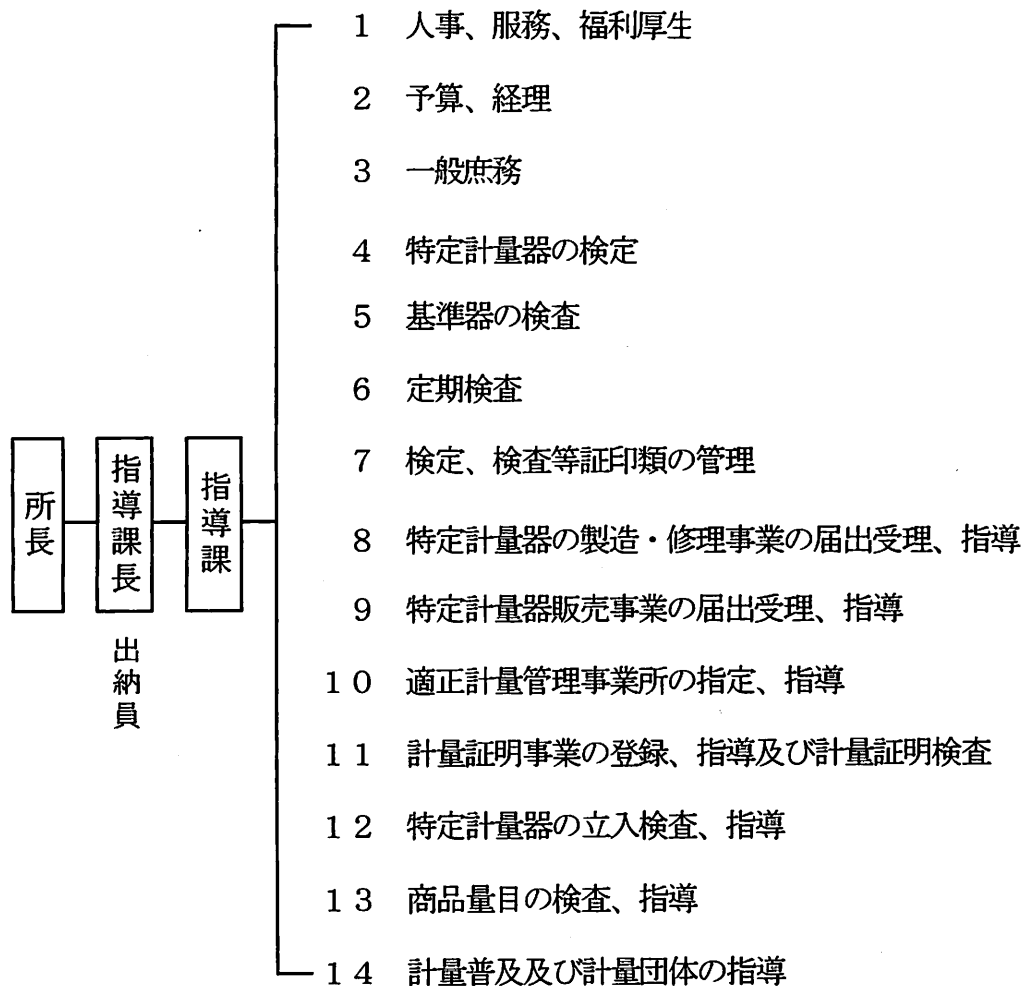 所長
指導課長
出納員
指導課
1 人事、服務、福利厚生
2 予算、経理
3 一般庶務
4 特定計量器の検定
5 基準器の検査
6 定期検査
7 検定、検査等証印類の管理
8 特定計量器の製造・修理事業の届出受理、指導
9 特定計量器販売事業の届出受理、指導
10 適正計量管理事業所の指定、指導
11 計量証明事業の登録、指導及び計量証明検査
12 特定計量器の立入検査、指導
13 商品量目の検査、指導
14 計量普及及び計量団体の指導